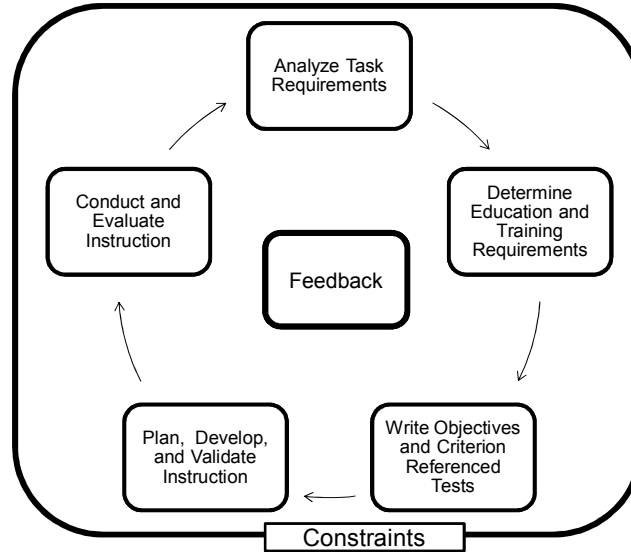 Analyze Task
Requirements
Determine
Education and
Training
Requirements
Write Objectives
and Criterion
Referenced
Tests
Plan, Develop,
and Validate
Instruction
Conduct and
Evaluate
Instruction
Feedback
Constraints